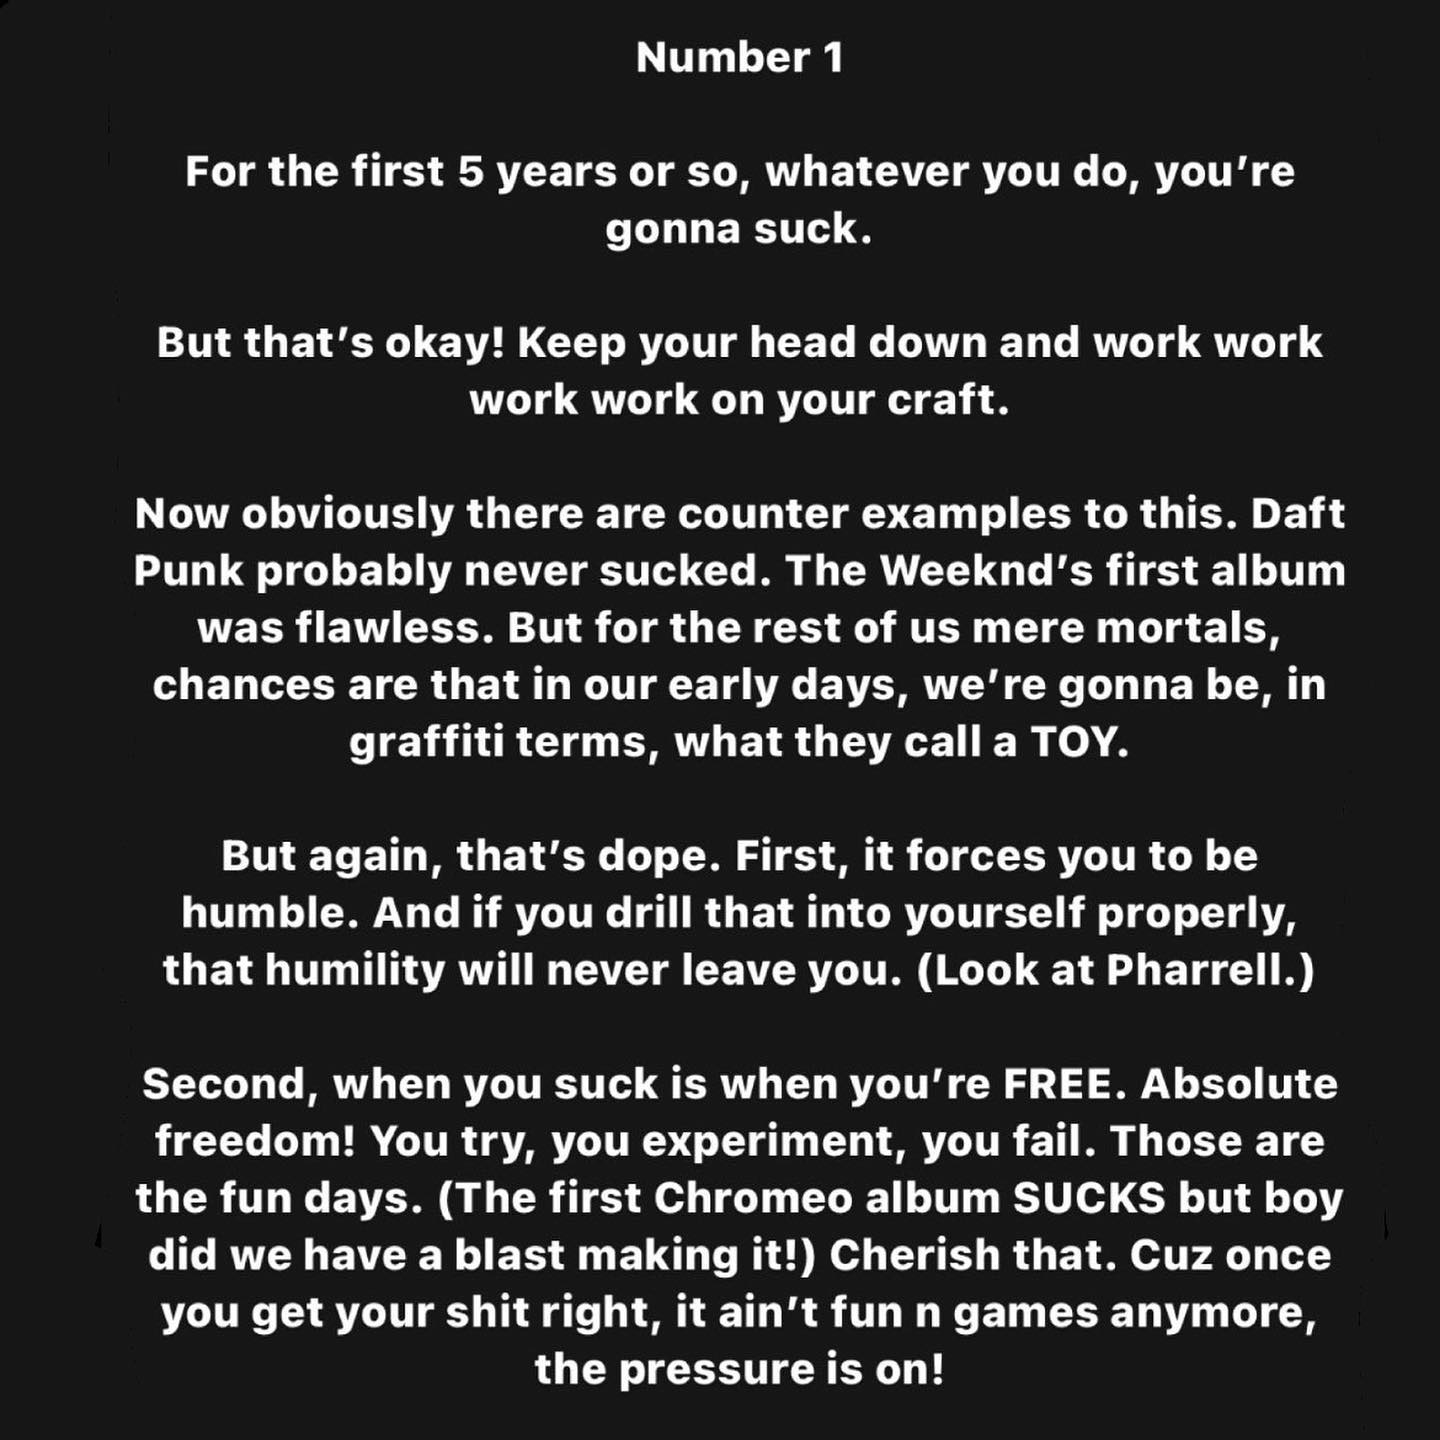 Number 1
For the first 5 years or so, whatever you do, you’re
gonna suck.
But that’s okay! Keep your head down and work work
work work on your craft.
Now obviously there are counter examples to this. Daft
Punk probably never sucked. The Weeknd’s first album
was flawless. But for the rest of us mere mortals,
chances are that in our early days, we’re gonna be, in
graffiti terms, what they call a TOY.
But again, that’s dope. First, it forces you to be
humble. And if you drill that into yourself properly,
that humility will never leave you. (Look at Pharrell.)
Second, when you suck is when you’re FREE. Absolute
freedom! You try, you experiment, you fail. Those are
the fun days. (The first Chromeo album SUCKS but boy
did we have a blast making it!) Cherish that. Cuz once
you get your shit right, it ain’t fun n games anymore,
the pressure is on!